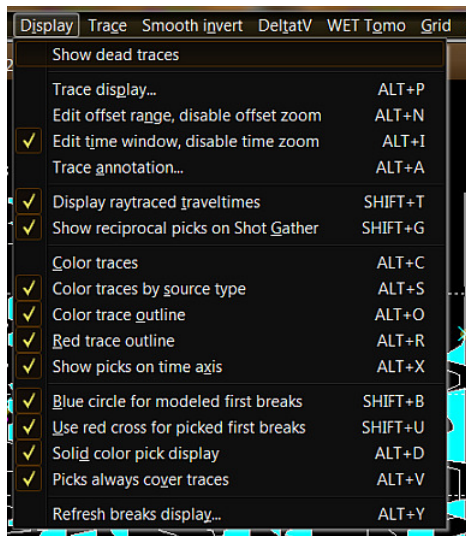 Display Trace Smooth invert DeltatV WET Tomo Grid
Show dead traces
Trace display... ALT+P
Edit offset range, disable offset zoom ALT+N
Edit time window, disable time zoom ALT+I
Trace annotation... ALT+A
Display raytraced traveltimes SHIFT+T
Show reciprocal picks on Shot Gather SHIFT+G
Color traces ALT+C
Color traces by source type ALT+S
Color trace outline ALT+O
Red trace outline ALT+R
Show picks on time axis ALT+X
Blue circle for modeled first breaks SHIFT+B
Use red cross for picked first breaks SHIFT+U
Solid color pick display ALT+D
Picks always cover traces ALT+V
Refresh breaks display... ALT+Y